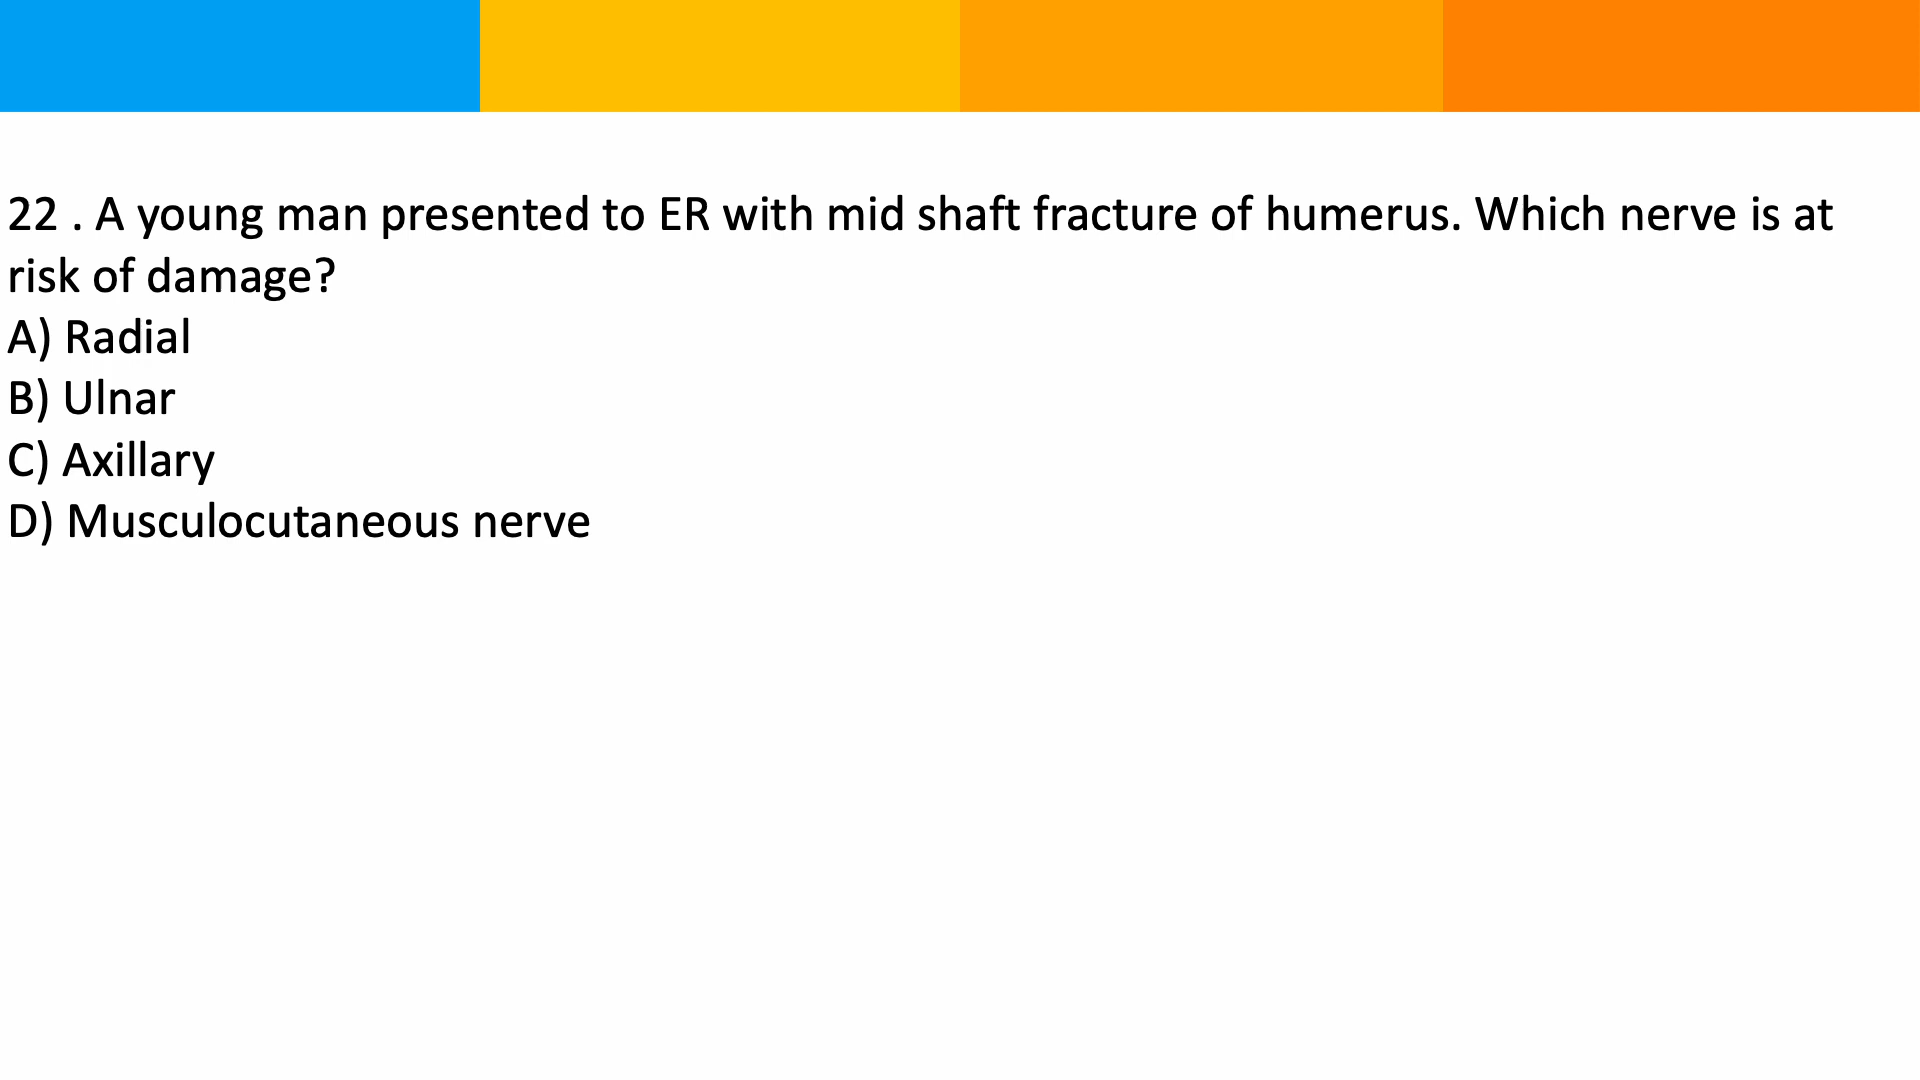 22 . A young man presented to ER with mid shaft fracture of humerus. Which nerve is at
risk of damage?
A) Radial
B) Ulnar
C) Axillary
D) Musculocutaneous nerve